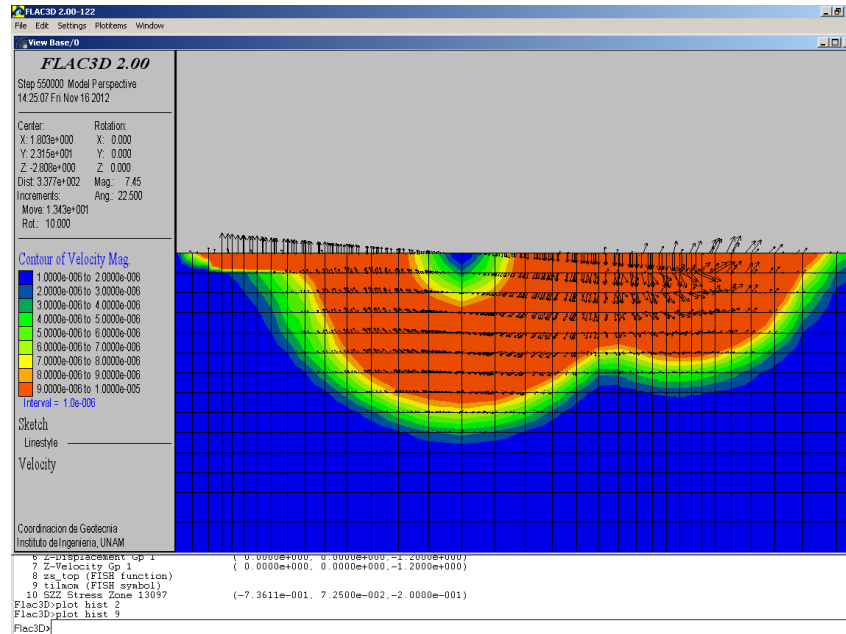 FLAC3D 2.00-122
File Edit Settings Plotitems Window
View Base/0
FLAC3D 2.00
Step 550000 Model Perspective
14:25:07 Fri Nov 16 2012
Center: Rotation:
X: 1.803e+000 X: 0.000
Y: 2.315e+001 Y: 0.000
Z: -2.808e+000 Z: 0.000
Dist: 3.377e+002 Mag.: 7.45
Increments: Ang.: 22.500
Move: 1.343e+001
Rot.: 10.000
Contour of Velocity Mag.
1.0000e-006 to 2.0000e-006
2.0000e-006 to 3.0000e-006
3.0000e-006 to 4.0000e-006
4.0000e-006 to 5.0000e-006
5.0000e-006 to 6.0000e-006
6.0000e-006 to 7.0000e-006
7.0000e-006 to 8.0000e-006
8.0000e-006 to 9.0000e-006
9.0000e-006 to 1.0000e-005
Interval = 1.0e-006
Sketch
Linestyle
Velocity
Coordinacion de Geotecnia
Instituto de Ingenieria, UNAM
6 Z-Displacement Gp 1 ( 0.0000e+000, 0.0000e+000,-1.2000e+000)
7 Z-Velocity Gp 1 ( 0.0000e+000, 0.0000e+000,-1.2000e+000)
8 zs_top (FISH function)
9 tilmom (FISH symbol)
10 SZZ Stress Zone 13097 (-7.3611e-001, 7.2500e-002,-2.0000e-001)
Flac3D>plot hist 2
Flac3D>plot hist 9
Flac3D>